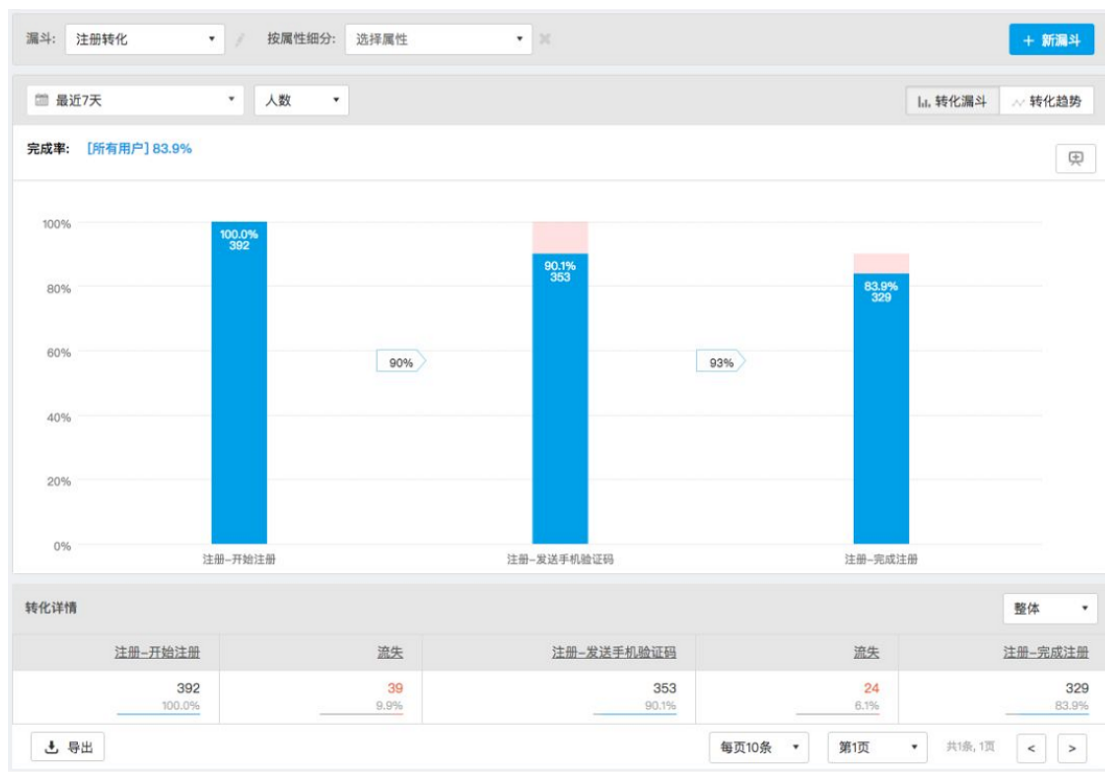 漏斗: 注册转化 按属性细分: 选择属性 + 新漏斗
最近7天 人数 转化漏斗 转化趋势
完成率: [所有用户] 83.9%
100%
100.0%
392
90.1%
353
80%
83.9%
329
60%
90% 93%
40%
20%
0%
注册-开始注册 注册-发送手机验证码 注册-完成注册
转化详情 整体
注册-开始注册 流失 注册-发送手机验证码 流失 注册-完成注册
392 39 353 24 329
100.0% 9.9% 90.1% 6.1% 83.9%
导出 每页10条 第1页 共1条, 1页 < >